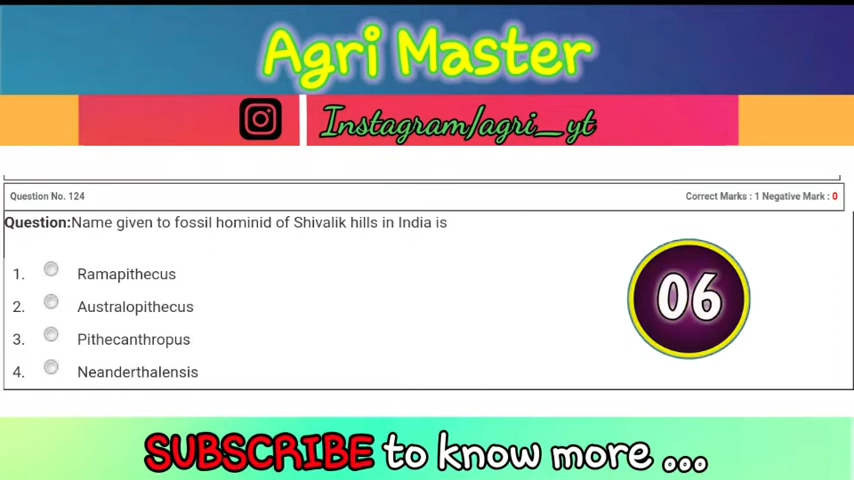 Agri Master
Instagram/agri_yt
Question No. 124 Correct Marks : 1 Negative Mark : 0
Question:Name given to fossil hominid of Shivalik hills in India is
1. Ramapithecus
2. Australopithecus
3. Pithecanthropus
4. Neanderthalensis
06
SUBSCRIBE to know more ...